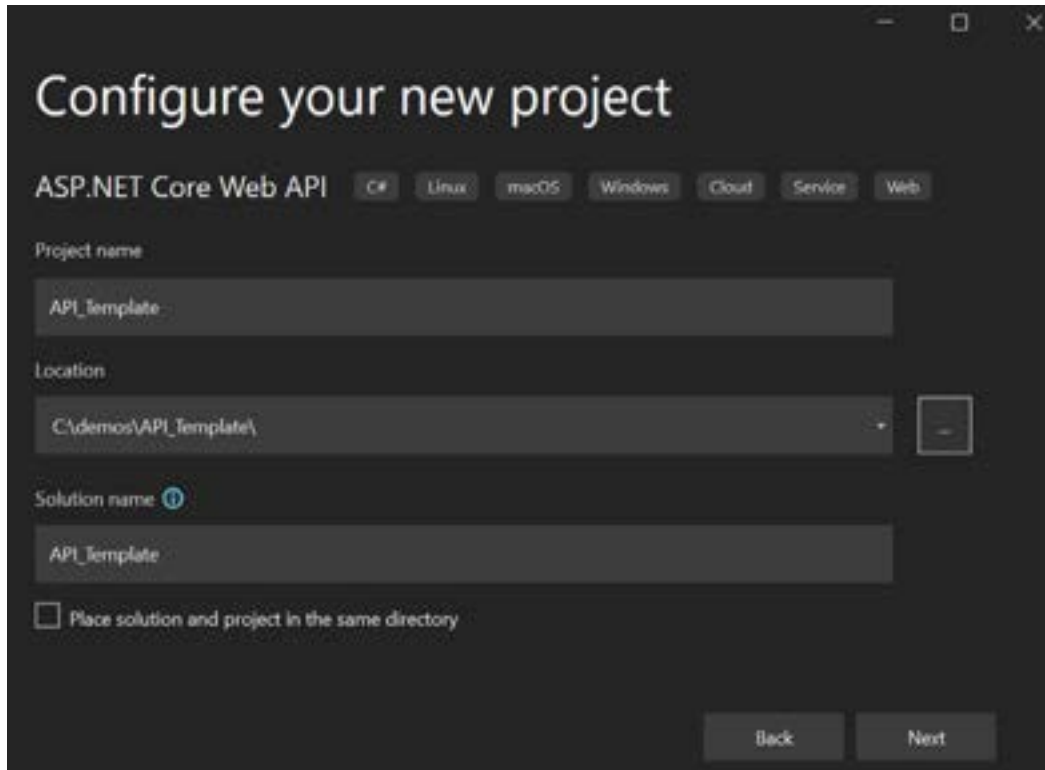 Configure your new project
ASP.NET Core Web API C# Linux macOS Windows Cloud Service Web
Project name
API_Template
Location
C:\demos\API_Template\
...
Solution name
API_Template
Place solution and project in the same directory
Back Next